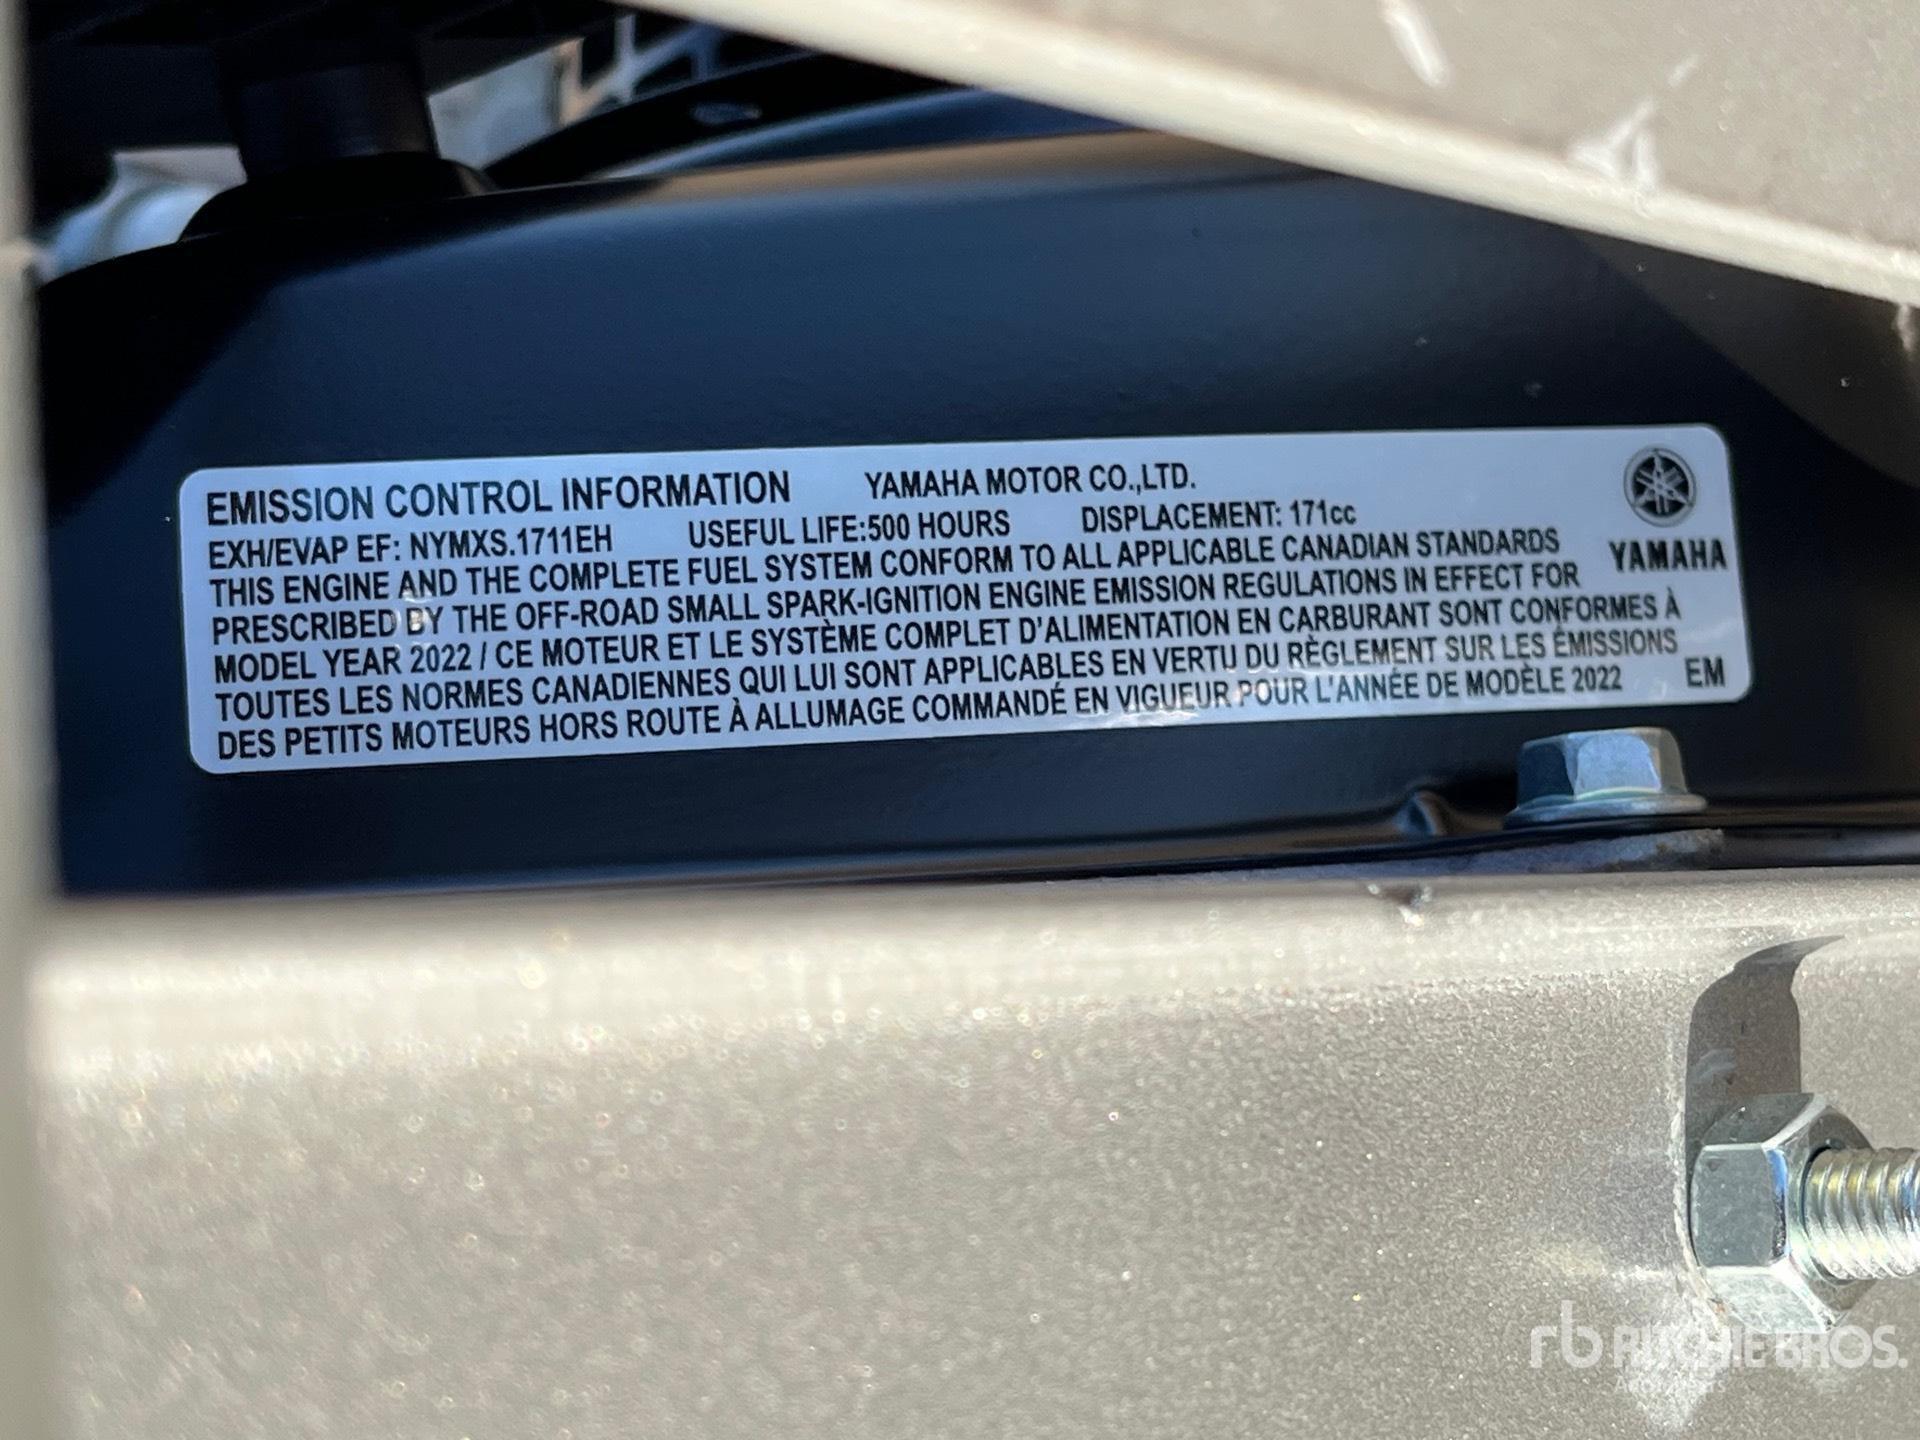 EMISSION CONTROL INFORMATION YAMAHA MOTOR CO.,LTD.
EXH/EVAP EF: NYMXS.1711EH USEFUL LIFE:500 HOURS DISPLACEMENT: 171cc
THIS ENGINE AND THE COMPLETE FUEL SYSTEM CONFORM TO ALL APPLICABLE CANADIAN STANDARDS
PRESCRIBED BY THE OFF-ROAD SMALL SPARK-IGNITION ENGINE EMISSION REGULATIONS IN EFFECT FOR
MODEL YEAR 2022 / CE MOTEUR ET LE SYSTÈME COMPLET D'ALIMENTATION EN CARBURANT SONT CONFORMES À
TOUTES LES NORMES CANADIENNES QUI LUI SONT APPLICABLES EN VERTU DU RÈGLEMENT SUR LES ÉMISSIONS
DES PETITS MOTEURS HORS ROUTE À ALLUMAGE COMMANDÉ EN VIGUEUR POUR L'ANNÉE DE MODÈLE 2022 EM
YAMAHA
rb RITCHIE BROS.
Auctioneers